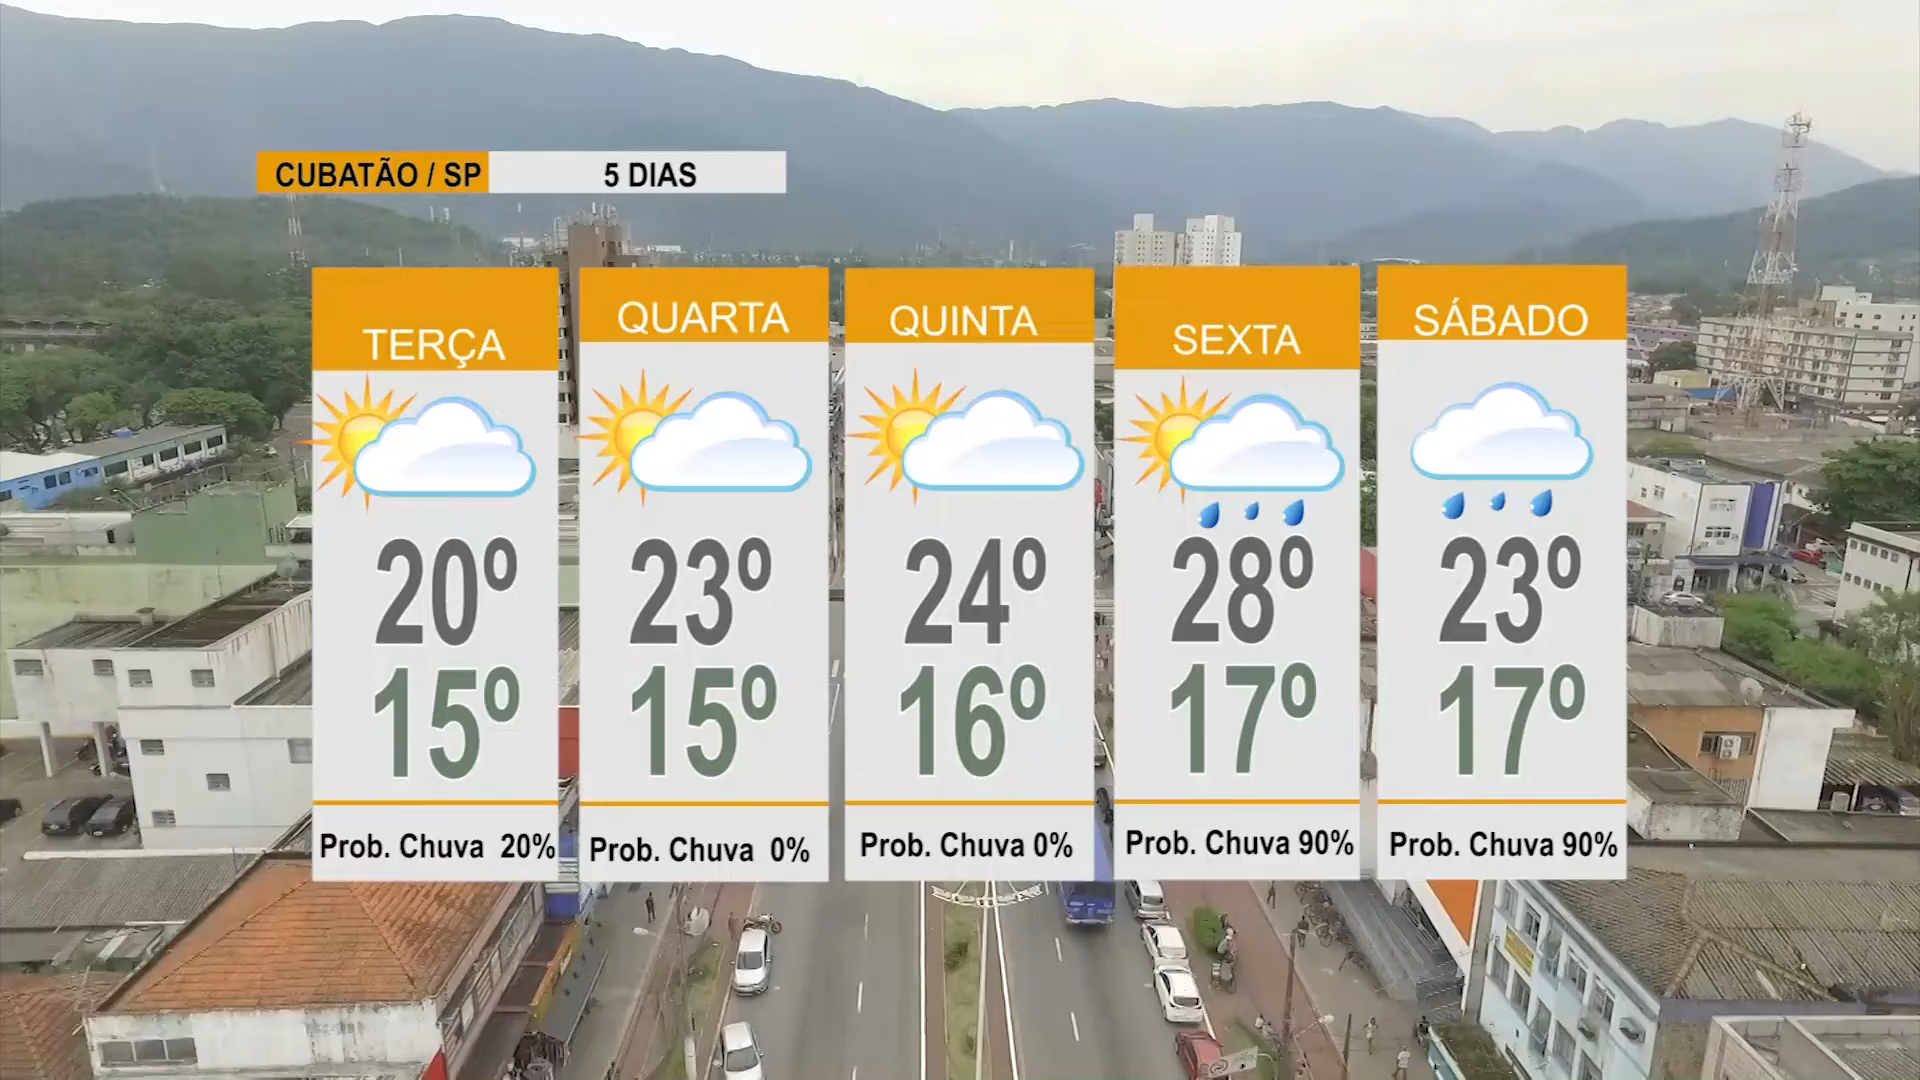 CUBATÃO / SP 5 DIAS
TERÇA
20º
15º
Prob. Chuva 20%
QUARTA
23º
15º
Prob. Chuva 0%
QUINTA
24º
16º
Prob. Chuva 0%
SEXTA
28º
17º
Prob. Chuva 90%
SÁBADO
23º
17º
Prob. Chuva 90%